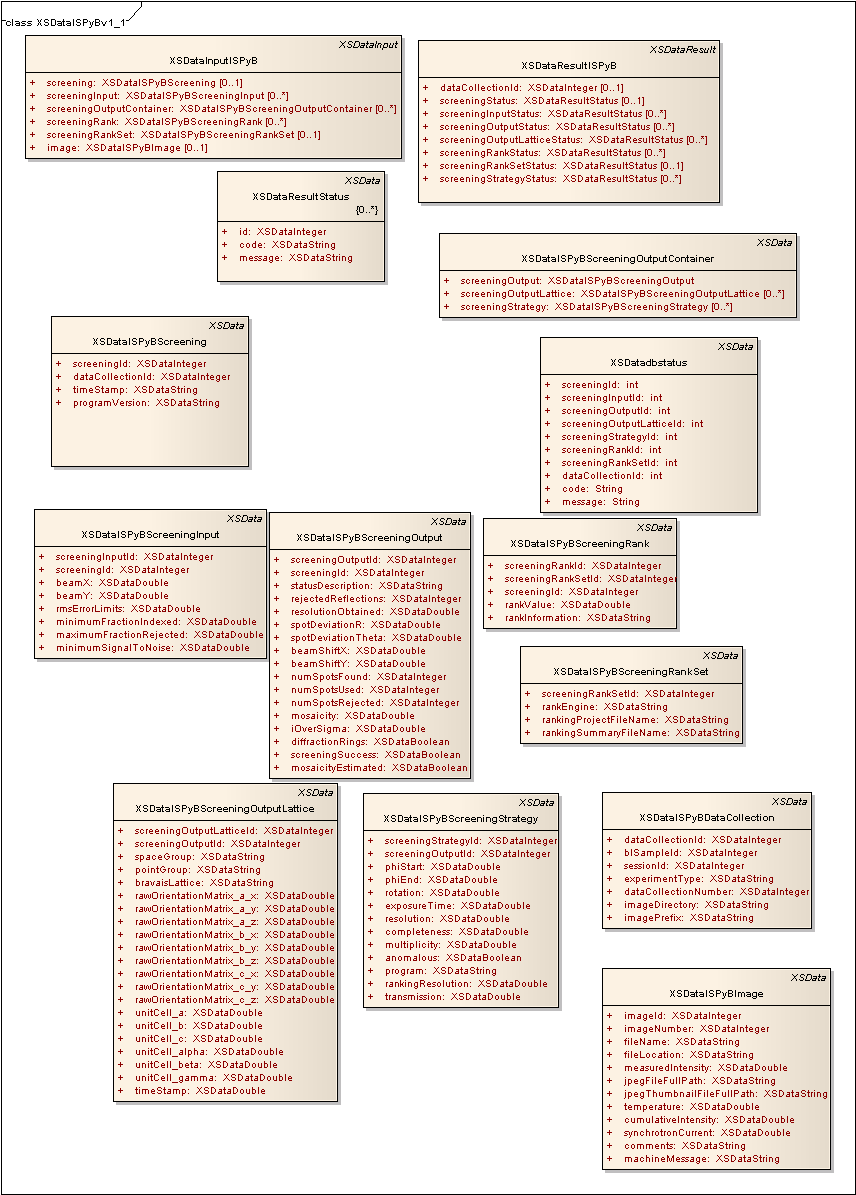 class XSDataISPyBv1_1
XSDataInput
XSDataInputISPyB
+ screening: XSDataISPyBScreening [0..1]
+ screeningInput: XSDataISPyBScreeningInput [0..*]
+ screeningOutputContainer: XSDataISPyBScreeningOutputContainer [0..*]
+ screeningRank: XSDataISPyBScreeningRank [0..*]
+ screeningRankSet: XSDataISPyBScreeningRankSet [0..1]
+ image: XSDataISPyBImage [0..1]
XSDataResult
XSDataResultISPyB
+ dataCollectionId: XSDataInteger [0..1]
+ screeningStatus: XSDataResultStatus [0..1]
+ screeningInputStatus: XSDataResultStatus [0..*]
+ screeningOutputStatus: XSDataResultStatus [0..*]
+ screeningOutputLatticeStatus: XSDataResultStatus [0..*]
+ screeningRankStatus: XSDataResultStatus [0..*]
+ screeningRankSetStatus: XSDataResultStatus [0..1]
+ screeningStrategyStatus: XSDataResultStatus [0..*]
XSData
XSDataResultStatus
{0..*}
+ id: XSDataInteger
+ code: XSDataString
+ message: XSDataString
XSData
XSDataISPyBScreeningOutputContainer
+ screeningOutput: XSDataISPyBScreeningOutput
+ screeningOutputLattice: XSDataISPyBScreeningOutputLattice [0..*]
+ screeningStrategy: XSDataISPyBScreeningStrategy [0..*]
XSData
XSDataISPyBScreening
+ screeningId: XSDataInteger
+ dataCollectionId: XSDataInteger
+ timeStamp: XSDataString
+ programVersion: XSDataString
XSData
XSDatadbstatus
+ screeningId: int
+ screeningInputId: int
+ screeningOutputId: int
+ screeningOutputLatticeId: int
+ screeningStrategyId: int
+ screeningRankId: int
+ screeningRankSetId: int
+ dataCollectionId: int
+ code: String
+ message: String
XSData
XSDataISPyBScreeningInput
+ screeningInputId: XSDataInteger
+ screeningId: XSDataInteger
+ beamX: XSDataDouble
+ beamY: XSDataDouble
+ rmsErrorLimits: XSDataDouble
+ minimumFractionIndexed: XSDataDouble
+ maximumFractionRejected: XSDataDouble
+ minimumSignalToNoise: XSDataDouble
XSData
XSDataISPyBScreeningOutput
+ screeningOutputId: XSDataInteger
+ screeningId: XSDataInteger
+ statusDescription: XSDataString
+ rejectedReflections: XSDataInteger
+ resolutionObtained: XSDataDouble
+ spotDeviationR: XSDataDouble
+ spotDeviationTheta: XSDataDouble
+ beamShiftX: XSDataDouble
+ beamShiftY: XSDataDouble
+ numSpotsFound: XSDataInteger
+ numSpotsUsed: XSDataInteger
+ numSpotsRejected: XSDataInteger
+ mosaicity: XSDataDouble
+ iOverSigma: XSDataDouble
+ diffractionRings: XSDataBoolean
+ screeningSuccess: XSDataBoolean
+ mosaicityEstimated: XSDataBoolean
XSData
XSDataISPyBScreeningRank
+ screeningRankId: XSDataInteger
+ screeningRankSetId: XSDataInteger
+ screeningId: XSDataInteger
+ rankValue: XSDataDouble
+ rankInformation: XSDataString
XSData
XSDataISPyBScreeningRankSet
+ screeningRankSetId: XSDataInteger
+ rankEngine: XSDataString
+ rankingProjectFileName: XSDataString
+ rankingSummaryFileName: XSDataString
XSData
XSDataISPyBScreeningOutputLattice
+ screeningOutputLatticeId: XSDataInteger
+ screeningOutputId: XSDataInteger
+ spaceGroup: XSDataString
+ pointGroup: XSDataString
+ bravaisLattice: XSDataString
+ rawOrientationMatrix_a_x: XSDataDouble
+ rawOrientationMatrix_a_y: XSDataDouble
+ rawOrientationMatrix_a_z: XSDataDouble
+ rawOrientationMatrix_b_x: XSDataDouble
+ rawOrientationMatrix_b_y: XSDataDouble
+ rawOrientationMatrix_b_z: XSDataDouble
+ rawOrientationMatrix_c_x: XSDataDouble
+ rawOrientationMatrix_c_y: XSDataDouble
+ rawOrientationMatrix_c_z: XSDataDouble
+ unitCell_a: XSDataDouble
+ unitCell_b: XSDataDouble
+ unitCell_c: XSDataDouble
+ unitCell_alpha: XSDataDouble
+ unitCell_beta: XSDataDouble
+ unitCell_gamma: XSDataDouble
+ timeStamp: XSDataDouble
XSData
XSDataISPyBScreeningStrategy
+ screeningStrategyId: XSDataInteger
+ screeningOutputId: XSDataInteger
+ phiStart: XSDataDouble
+ phiEnd: XSDataDouble
+ rotation: XSDataDouble
+ exposureTime: XSDataDouble
+ resolution: XSDataDouble
+ completeness: XSDataDouble
+ multiplicity: XSDataDouble
+ anomalous: XSDataBoolean
+ program: XSDataString
+ rankingResolution: XSDataDouble
+ transmission: XSDataDouble
XSData
XSDataISPyBDataCollection
+ dataCollectionId: XSDataInteger
+ blSampleId: XSDataInteger
+ sessionId: XSDataInteger
+ experimentType: XSDataString
+ dataCollectionNumber: XSDataInteger
+ imageDirectory: XSDataString
+ imagePrefix: XSDataString
XSData
XSDataISPyBImage
+ imageId: XSDataInteger
+ imageNumber: XSDataInteger
+ fileName: XSDataString
+ fileLocation: XSDataString
+ measuredIntensity: XSDataDouble
+ jpegFileFullPath: XSDataString
+ jpegThumbnailFileFullPath: XSDataString
+ temperature: XSDataDouble
+ cumulativeIntensity: XSDataDouble
+ synchrotronCurrent: XSDataDouble
+ comments: XSDataString
+ machineMessage: XSDataString